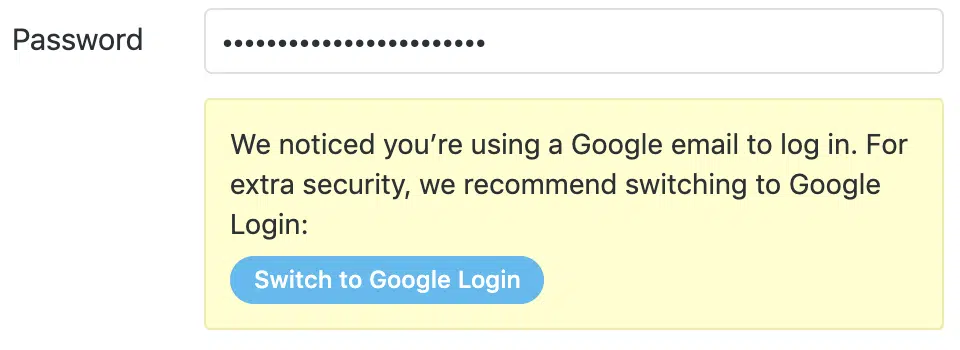 Password
••••••••••••••••••••••••
We noticed you’re using a Google email to log in. For
extra security, we recommend switching to Google
Login:
Switch to Google Login